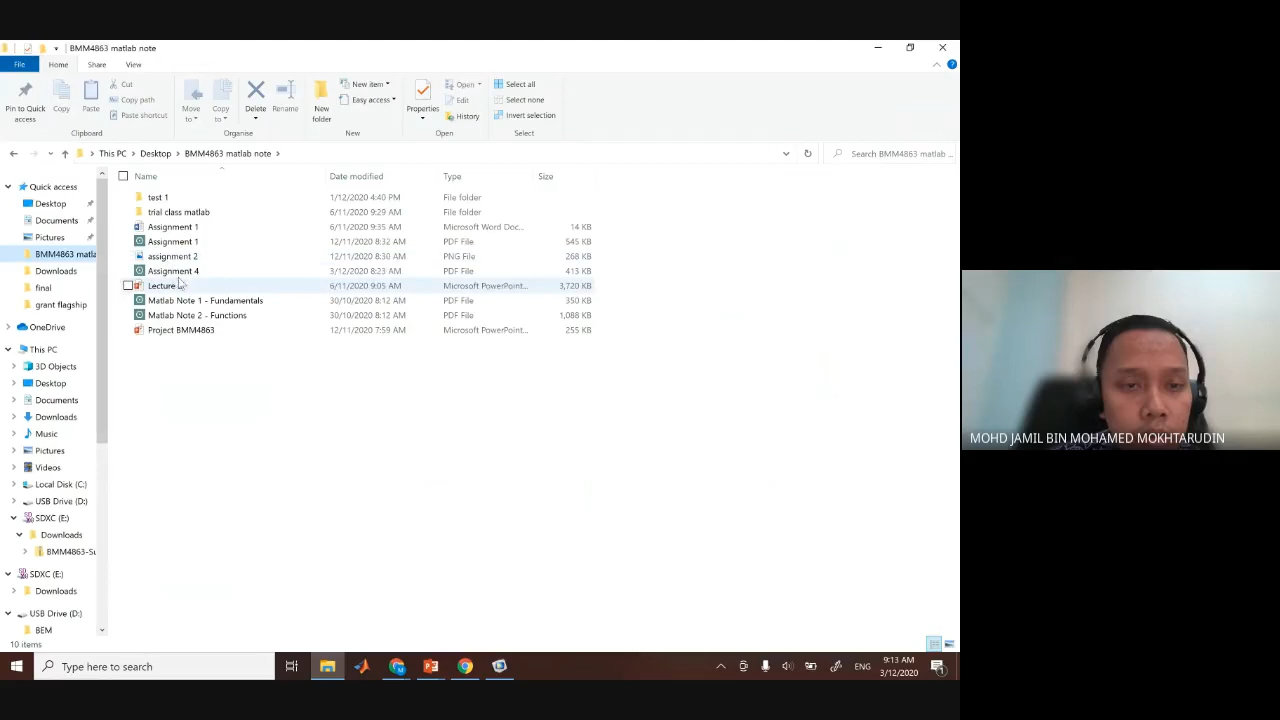 BMM4863 matlab note
File Home Share View
Pin to Quick access
Copy
Paste
Cut
Copy path
Paste shortcut
Clipboard
Move to
Copy to
Delete
Rename
Organise
New folder
New item
Easy access
New
Properties
Open
Edit
History
Open
Select all
Select none
Invert selection
Select
This PC > Desktop > BMM4863 matlab note >
Search BMM4863 matlab ...
Name Date modified Type Size
test 1 1/12/2020 4:40 PM File folder
trial class matlab 6/11/2020 9:29 AM File folder
Assignment 1 6/11/2020 9:35 AM Microsoft Word Doc... 14 KB
Assignment 1 12/11/2020 8:32 AM PDF File 545 KB
assignment 2 12/11/2020 8:30 AM PNG File 268 KB
Assignment 4 3/12/2020 8:23 AM PDF File 413 KB
Lecture 6/11/2020 9:05 AM Microsoft PowerPoint... 3,720 KB
Matlab Note 1 - Fundamentals 30/10/2020 8:12 AM PDF File 350 KB
Matlab Note 2 - Functions 30/10/2020 8:12 AM PDF File 1,088 KB
Project BMM4863 12/11/2020 7:59 AM Microsoft PowerPoint... 255 KB
Quick access
Desktop
Documents
Pictures
BMM4863 matla
Downloads
final
grant flagship
OneDrive
This PC
3D Objects
Desktop
Documents
Downloads
Music
Pictures
Videos
Local Disk (C:)
USB Drive (D:)
SDXC (E:)
Downloads
BMM4863-Su
SDXC (E:)
Downloads
USB Drive (D:)
BEM
10 items
MOHD JAMIL BIN MOHAMED MOKHTARUDIN
Type here to search
ENG
9:13 AM
3/12/2020
1